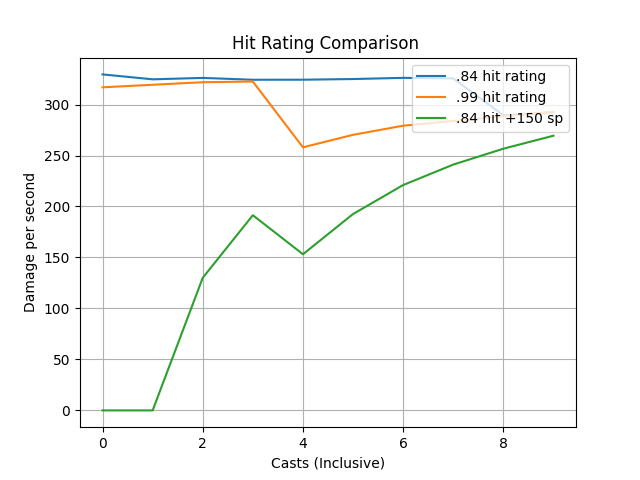 Hit Rating Comparison
.84 hit rating
.99 hit rating
.84 hit +150 sp
300
250
200
150
100
50
0
Damage per second
0 2 4 6 8
Casts (Inclusive)